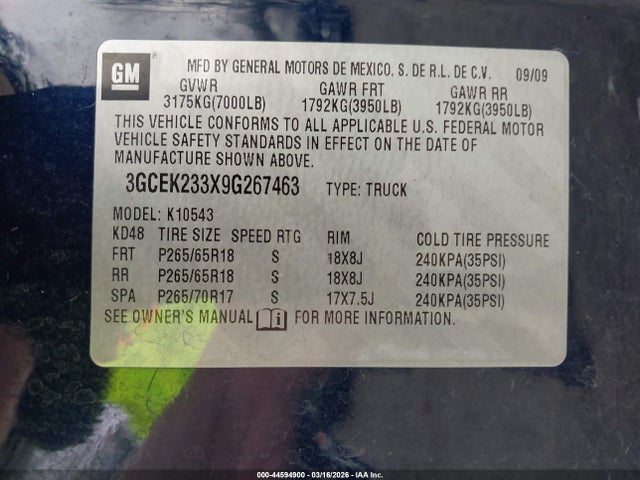 GM
MFD BY GENERAL MOTORS DE MEXICO, S. DE R.L. DE C.V. 09/09
GVWR GAWR FRT GAWR RR
3175KG(7000LB) 1792KG(3950LB) 1792KG(3950LB)
THIS VEHICLE CONFORMS TO ALL APPLICABLE U.S. FEDERAL MOTOR
VEHICLE SAFETY STANDARDS IN EFFECT ON THE DATE OF
MANUFACTURE SHOWN ABOVE.
3GCEK233X9G267463 TYPE: TRUCK
MODEL: K10543
KD48 TIRE SIZE SPEED RTG RIM COLD TIRE PRESSURE
FRT P265/65R18 S 18X8J 240KPA(35PSI)
RR P265/65R18 S 18X8J 240KPA(35PSI)
SPA P265/70R17 S 17X7.5J 240KPA(35PSI)
SEE OWNER'S MANUAL i FOR MORE INFORMATION.
000-44594900 - 03/16/2026 - IAA Inc.